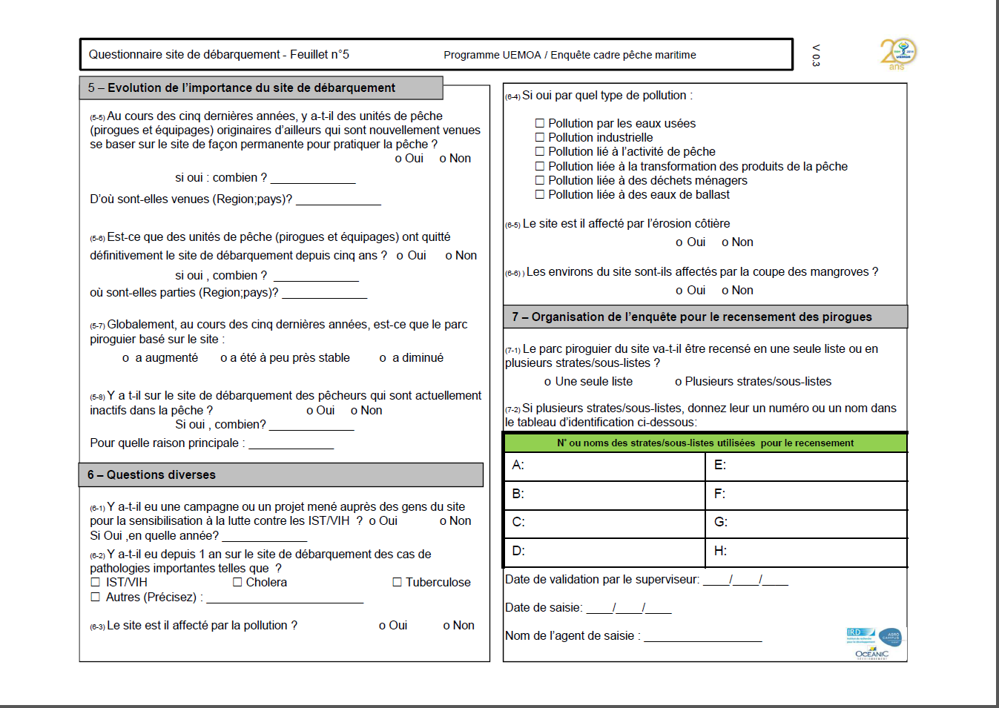 Questionnaire site de débarquement - Feuillet n°5 Programme UEMOA / Enquête cadre pêche maritime
V 0.3
20 ans
UEMOA
5 – Evolution de l'importance du site de débarquement
(5-5) Au cours des cinq dernières années, y a-t-il des unités de pêche
(pirogues et équipages) originaires d'ailleurs qui sont nouvellement venues
se baser sur le site de façon permanente pour pratiquer la pêche ?
o Oui o Non
si oui : combien ? _____________
D'où sont-elles venues (Region;pays)? _____________
(5-6) Est-ce que des unités de pêche (pirogues et équipages) ont quitté
définitivement le site de débarquement depuis cinq ans ? o Oui o Non
si oui , combien ? _____________
où sont-elles parties (Region;pays)? _____________
(5-7) Globalement, au cours des cinq dernières années, est-ce que le parc
piroguier basé sur le site :
o a augmenté o a été à peu près stable o a diminué
(5-8) Y a t-il sur le site de débarquement des pêcheurs qui sont actuellement
inactifs dans la pêche ? o Oui o Non
Si oui , combien? _____________
Pour quelle raison principale : _____________
6 – Questions diverses
(6-1) Y a-t-il eu une campagne ou un projet mené auprès des gens du site
pour la sensibilisation à la lutte contre les IST/VIH ? o Oui o Non
Si Oui ,en quelle année? _____________
(6-2) Y a-t-il eu depuis 1 an sur le site de débarquement des cas de
pathologies importantes telles que ?
☐ IST/VIH ☐ Cholera ☐ Tuberculose
☐ Autres (Précisez) : ________________________
(6-3) Le site est il affecté par la pollution ? o Oui o Non
(6-4) Si oui par quel type de pollution :
☐ Pollution par les eaux usées
☐ Pollution industrielle
☐ Pollution lié à l'activité de pêche
☐ Pollution liée à la transformation des produits de la pêche
☐ Pollution liée à des déchets ménagers
☐ Pollution liée à des eaux de ballast
(6-5) Le site est il affecté par l'érosion côtière
o Oui o Non
(6-6) ) Les environs du site sont-ils affectés par la coupe des mangroves ?
o Oui o Non
7 – Organisation de l'enquête pour le recensement des pirogues
(7-1) Le parc piroguier du site va-t-il être recensé en une seule liste ou en
plusieurs strates/sous-listes ?
o Une seule liste o Plusieurs strates/sous-listes
(7-2) Si plusieurs strates/sous-listes, donnez leur un numéro ou un nom dans
le tableau d'identification ci-dessous:
N° ou noms des strates/sous-listes utilisées pour le recensement
A: E:
B: F:
C: G:
D: H:
Date de validation par le superviseur: ____/____/____
Date de saisie: ____/____/____
Nom de l'agent de saisie : __________________
IRD
AGRO CAMPUS
OCEANIC